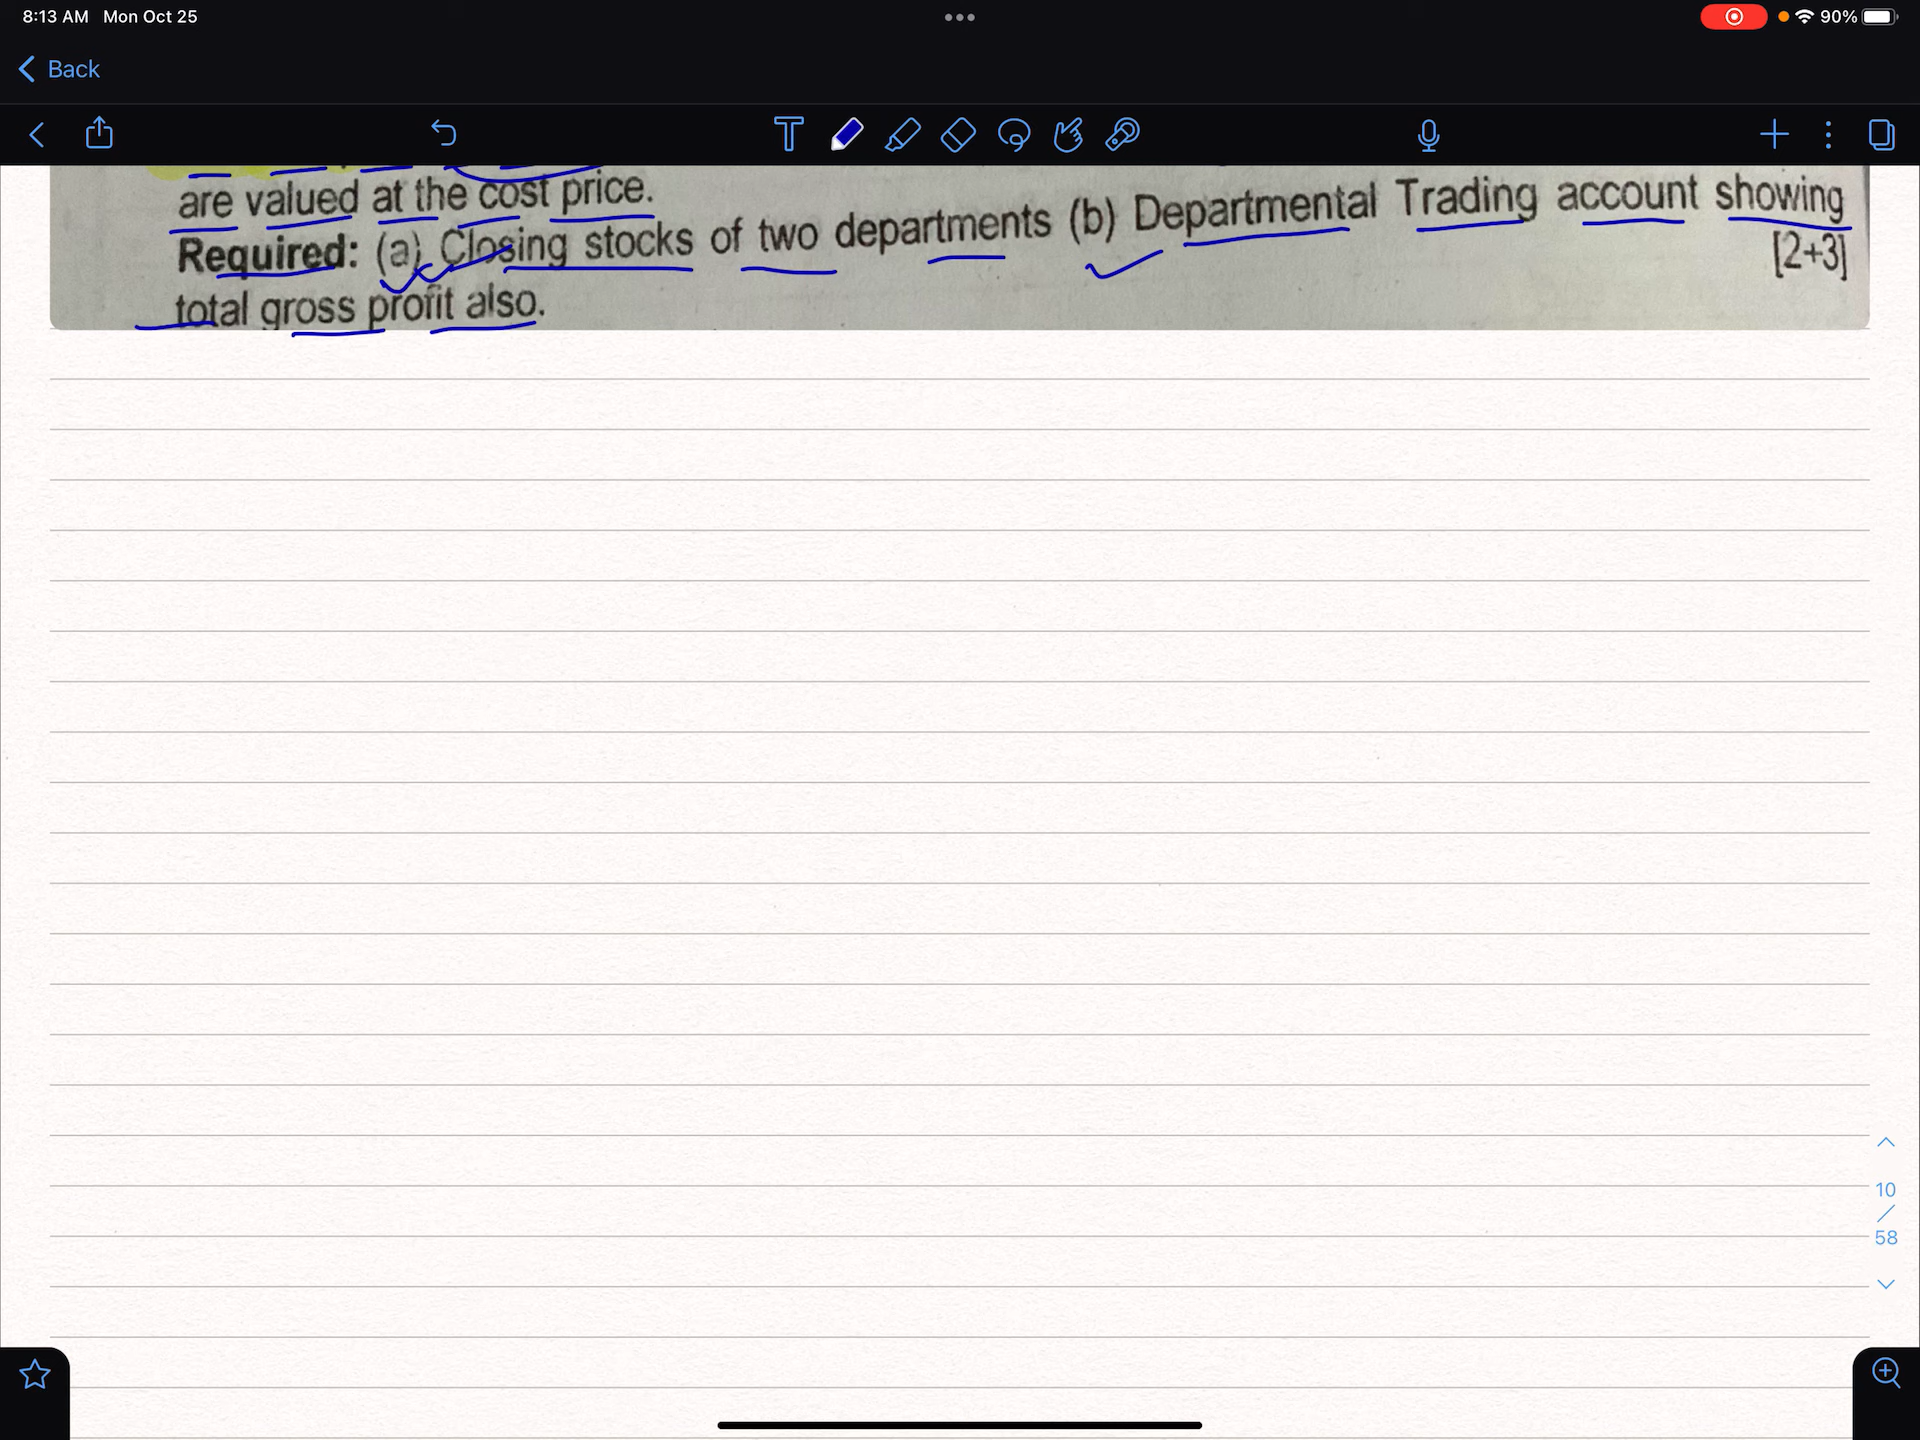 8:13 AM Mon Oct 25
90%
Back
are valued at the cost price.
Required: (a) Closing stocks of two departments (b) Departmental Trading account showing
[2+3]
total gross profit also.
10
58